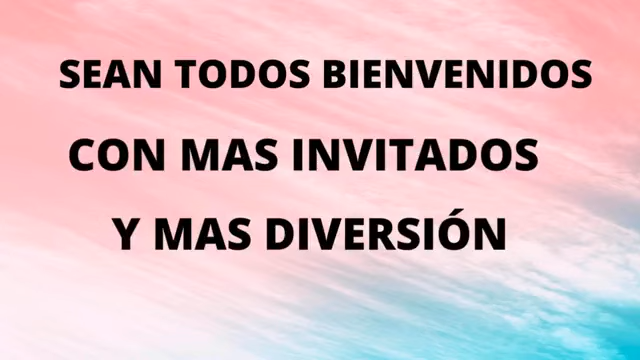 SEAN TODOS BIENVENIDOS
CON MAS INVITADOS
Y MAS DIVERSIÓN